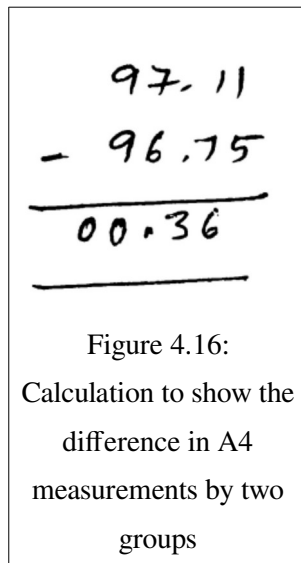 97.11
- 96.75
00.36
Figure 4.16:
Calculation to show the
difference in A4
measurements by two
groups